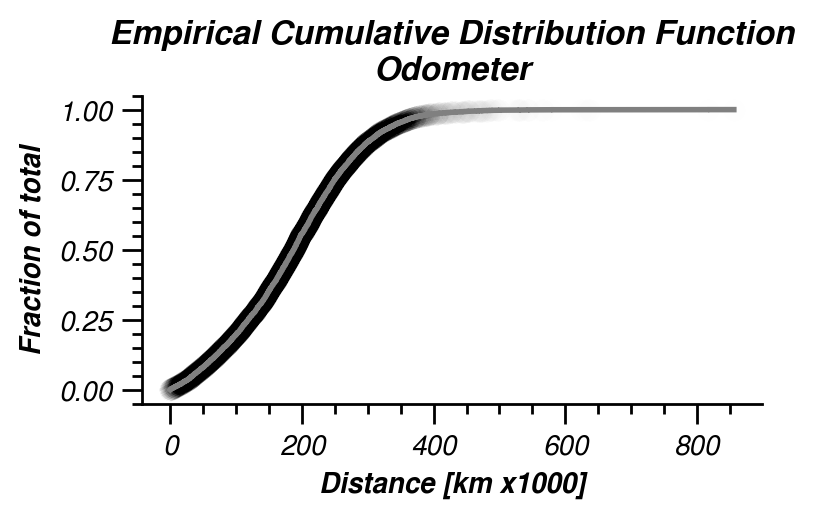 Empirical Cumulative Distribution Function
Odometer
1.00
0.75
0.50
0.25
0.00
Fraction of total
0 200 400 600 800
Distance [km x1000]